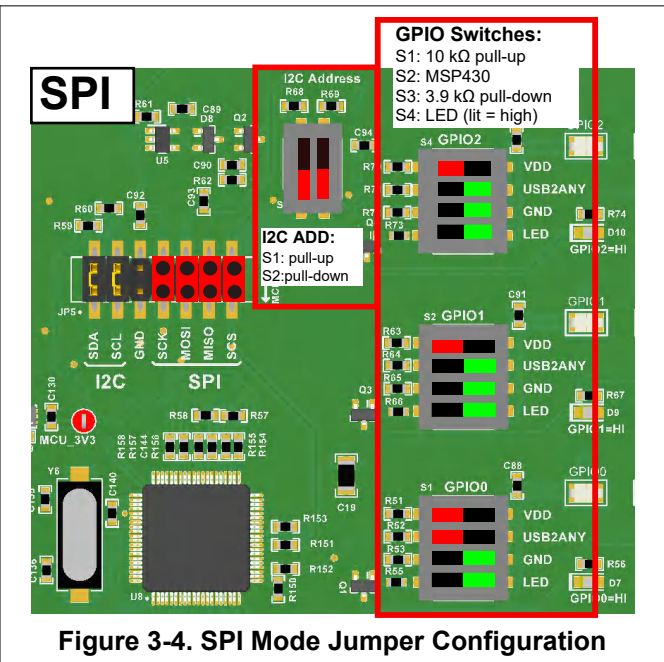 GPIO Switches:
S1: 10 kΩ pull-up
S2: MSP430
S3: 3.9 kΩ pull-down
S4: LED (lit = high)
SPI
I2C Address
R68
R69
R61
C89
D8
Q2
U5
C90
R62
C93
C94
I2C ADD:
S1: pull-up
S2:pull-down
R60
R59
C92
JP5
SDA
SCL
GND
SCK
MOSI
MISO
SCS
I2C
SPI
S4 GPIO2
VDD
USB2ANY
GND
LED
R73
R74
D10
GPIO2=HI
S2 GPIO1
C91
GPIO1
R63
R64
R65
R66
VDD
USB2ANY
GND
LED
R67
D9
GPIO1=HI
Q3
C130
MCU_3V3
R58
R57
R158
R157
C144
R156
R155
R154
Y6
C140
C136
U8
R153
R151
R152
R150
C19
Q1
S1 GPIO0
C88
GPIO0
R51
R52
R53
R55
VDD
USB2ANY
GND
LED
R56
D7
GPIO0=HI
Figure 3-4. SPI Mode Jumper Configuration